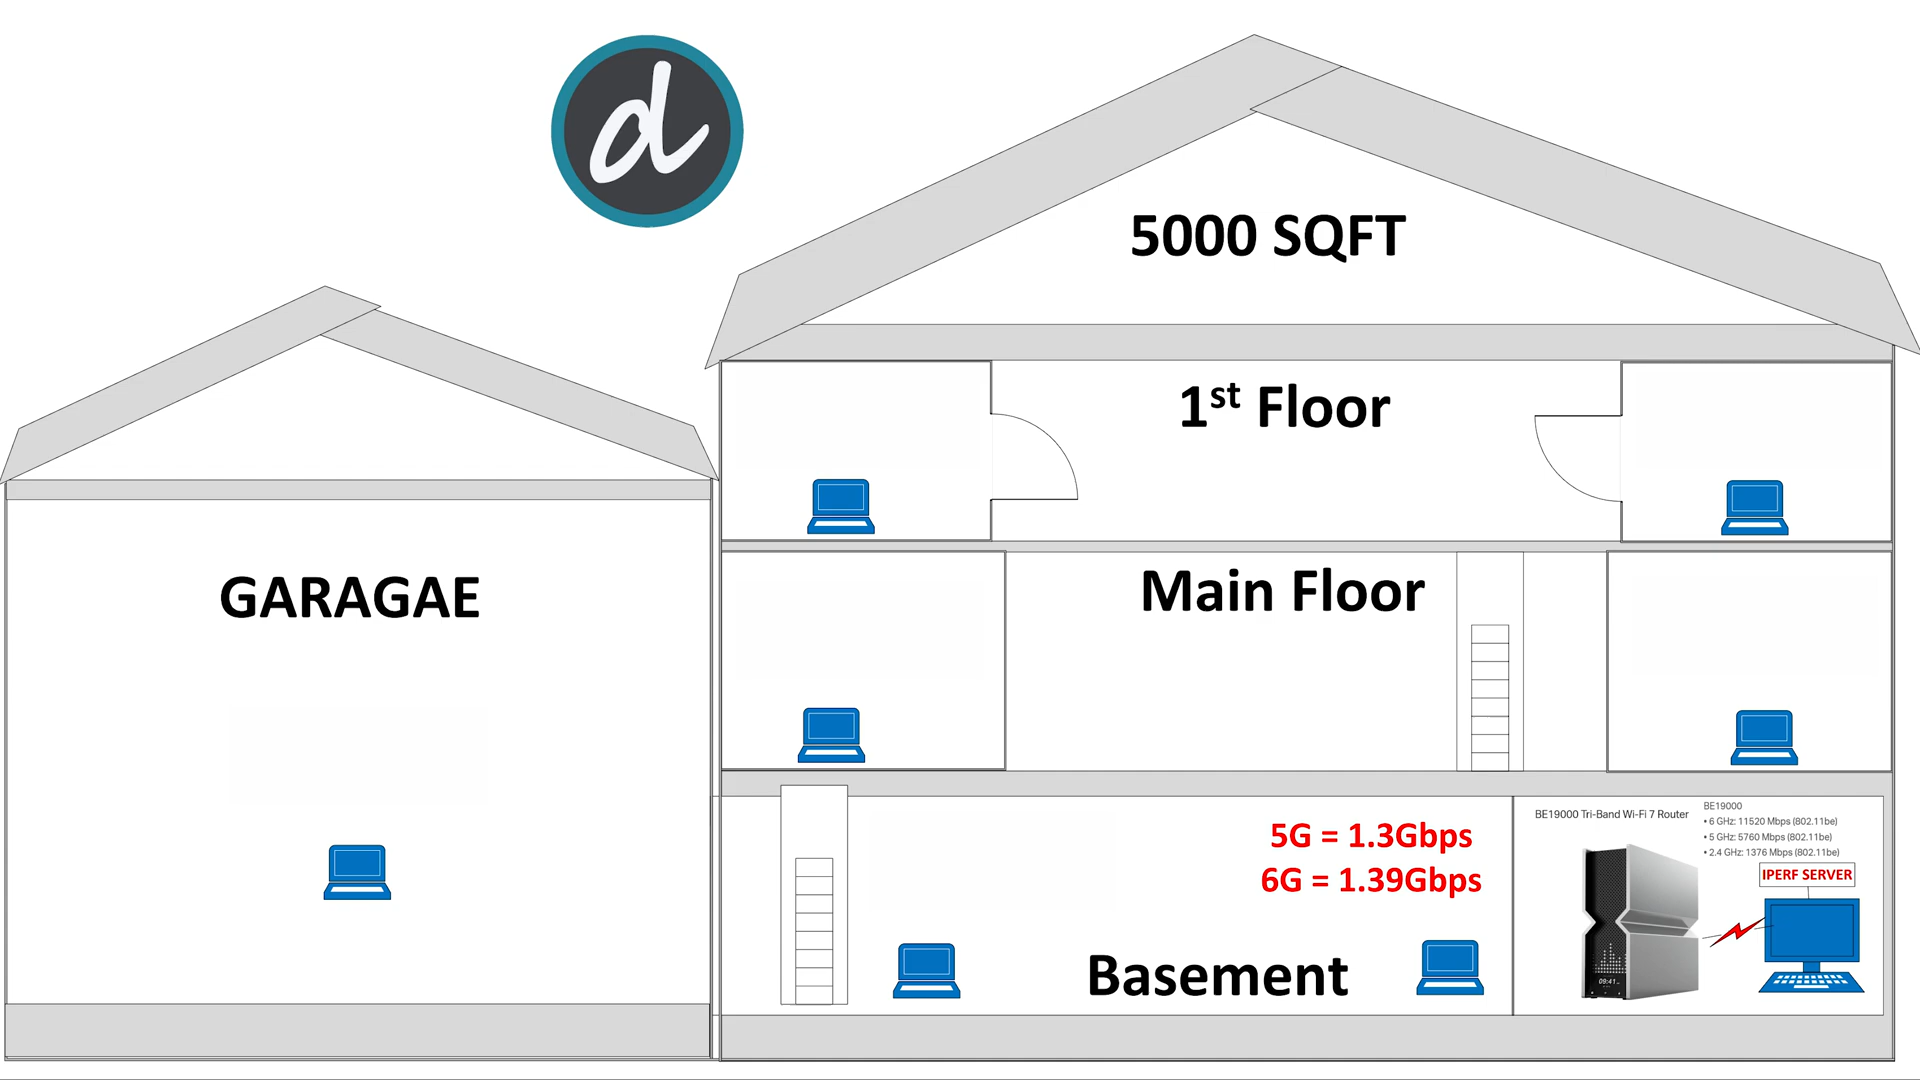 d
5000 SQFT
1st Floor
GARAGAE
Main Floor
5G = 1.3Gbps
6G = 1.39Gbps
Basement
BE19000 Tri-Band Wi-Fi 7 Router
BE19000
• 6 GHz: 11520 Mbps (802.11be)
• 5 GHz: 5760 Mbps (802.11be)
• 2.4 GHz: 1376 Mbps (802.11be)
IPERF SERVER
09:41